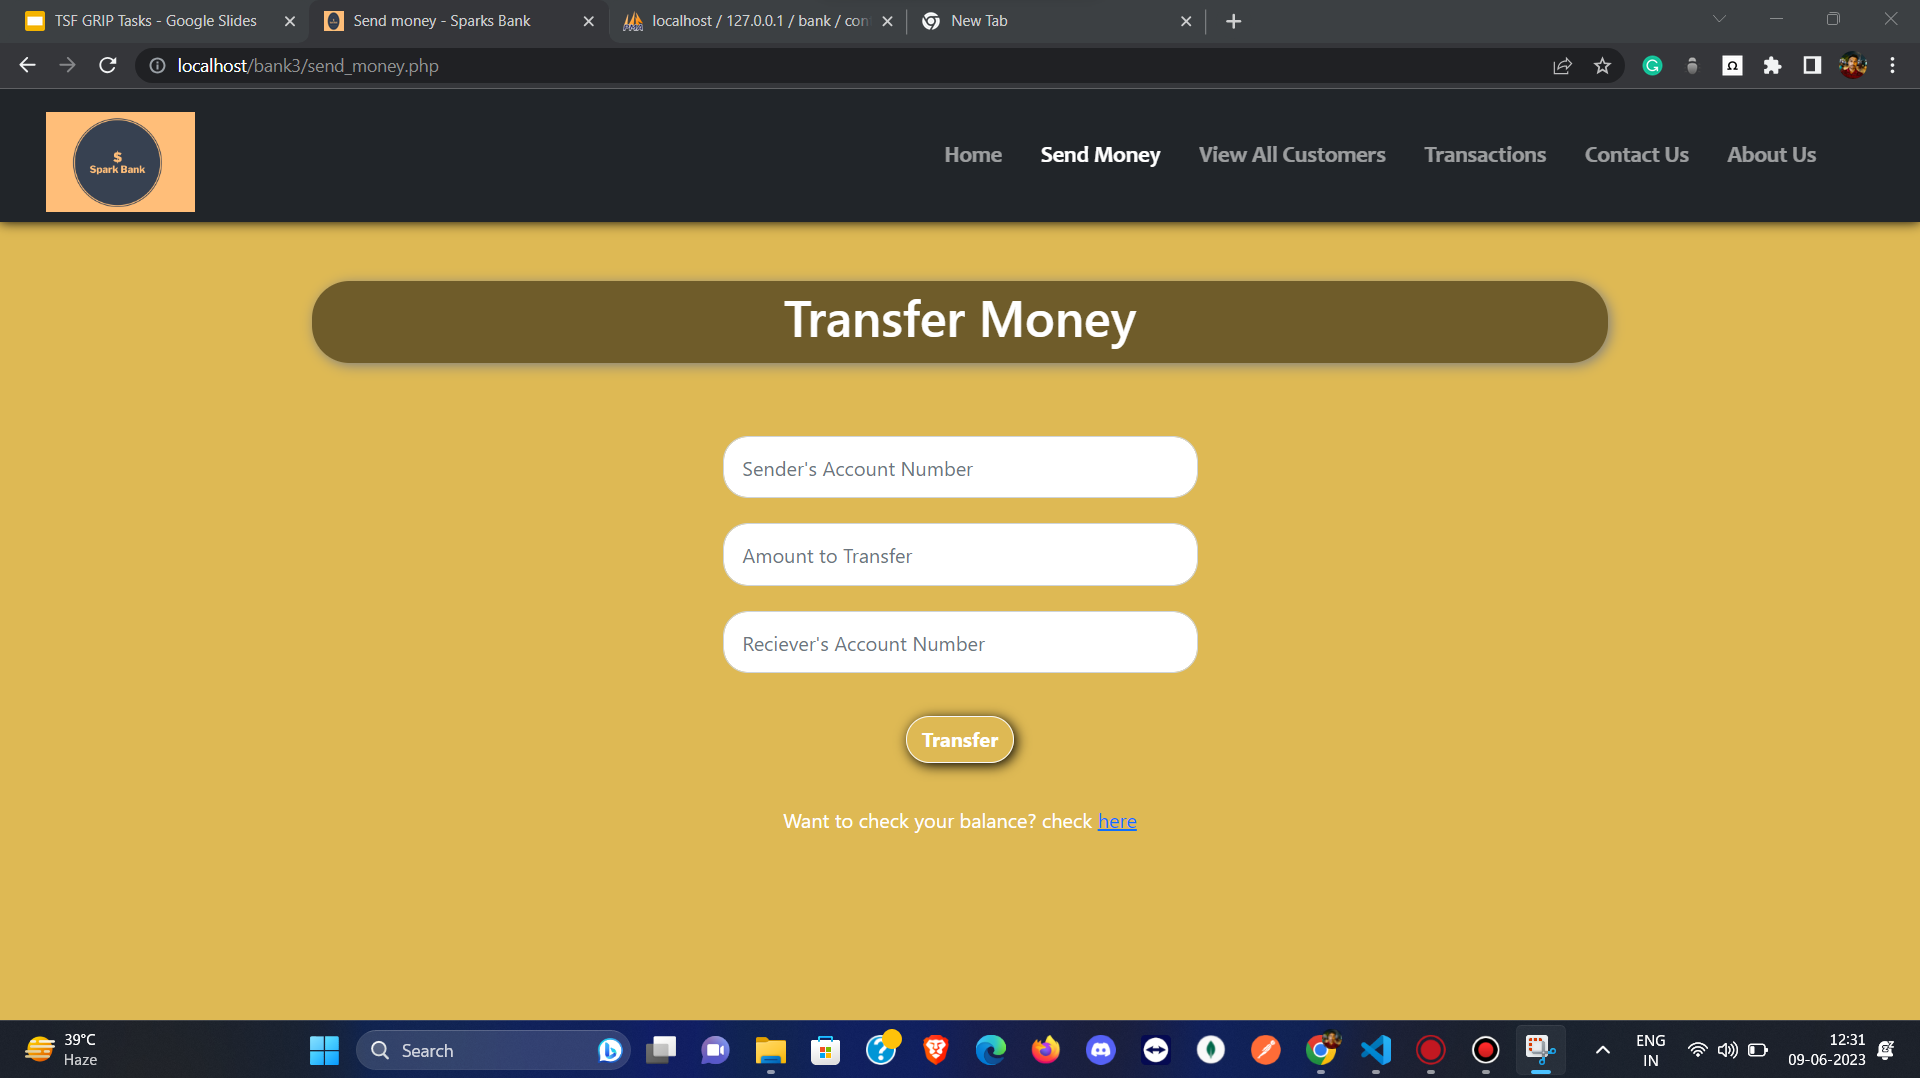 TSF GRIP Tasks - Google Slides
Send money - Sparks Bank
localhost / 127.0.0.1 / bank / con
New Tab
localhost/bank3/send_money.php
$
Spark Bank
Home
Send Money
View All Customers
Transactions
Contact Us
About Us
Transfer Money
Sender's Account Number
Amount to Transfer
Reciever's Account Number
Transfer
Want to check your balance? check here
39°C
Haze
Search
ENG
IN
12:31
09-06-2023